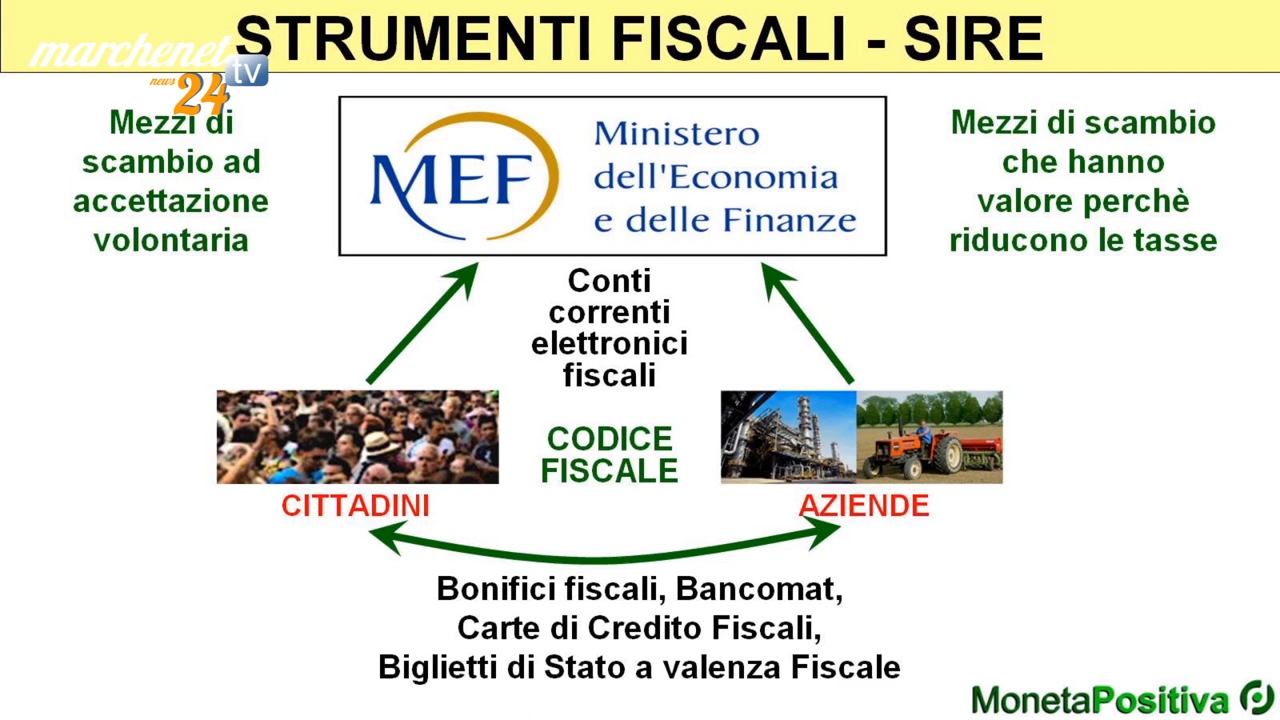 STRUMENTI FISCALI - SIRE
marchenet
tv
news
24
Mezzi di
scambio ad
accettazione
volontaria
MEF
Ministero
dell'Economia
e delle Finanze
Mezzi di scambio
che hanno
valore perchè
riducono le tasse
Conti
correnti
elettronici
fiscali
CODICE
FISCALE
CITTADINI
AZIENDE
Bonifici fiscali, Bancomat,
Carte di Credito Fiscali,
Biglietti di Stato a valenza Fiscale
MonetaPositiva